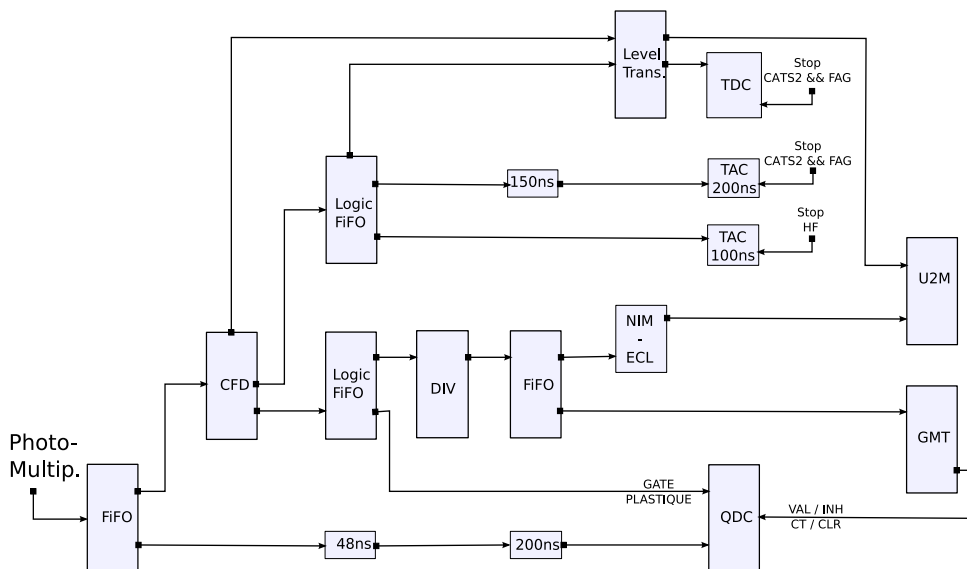 Level
Trans.
TDC
Stop
CATS2 && FAG
Stop
CATS2 && FAG
150ns
TAC
200ns
Logic
FiFO
Stop
HF
TAC
100ns
U2M
NIM
-
ECL
CFD
Logic
FiFO
DIV
FiFO
GMT
Photo-
Multip.
FiFO
GATE
PLASTIQUE
QDC
VAL / INH
CT / CLR
48ns
200ns